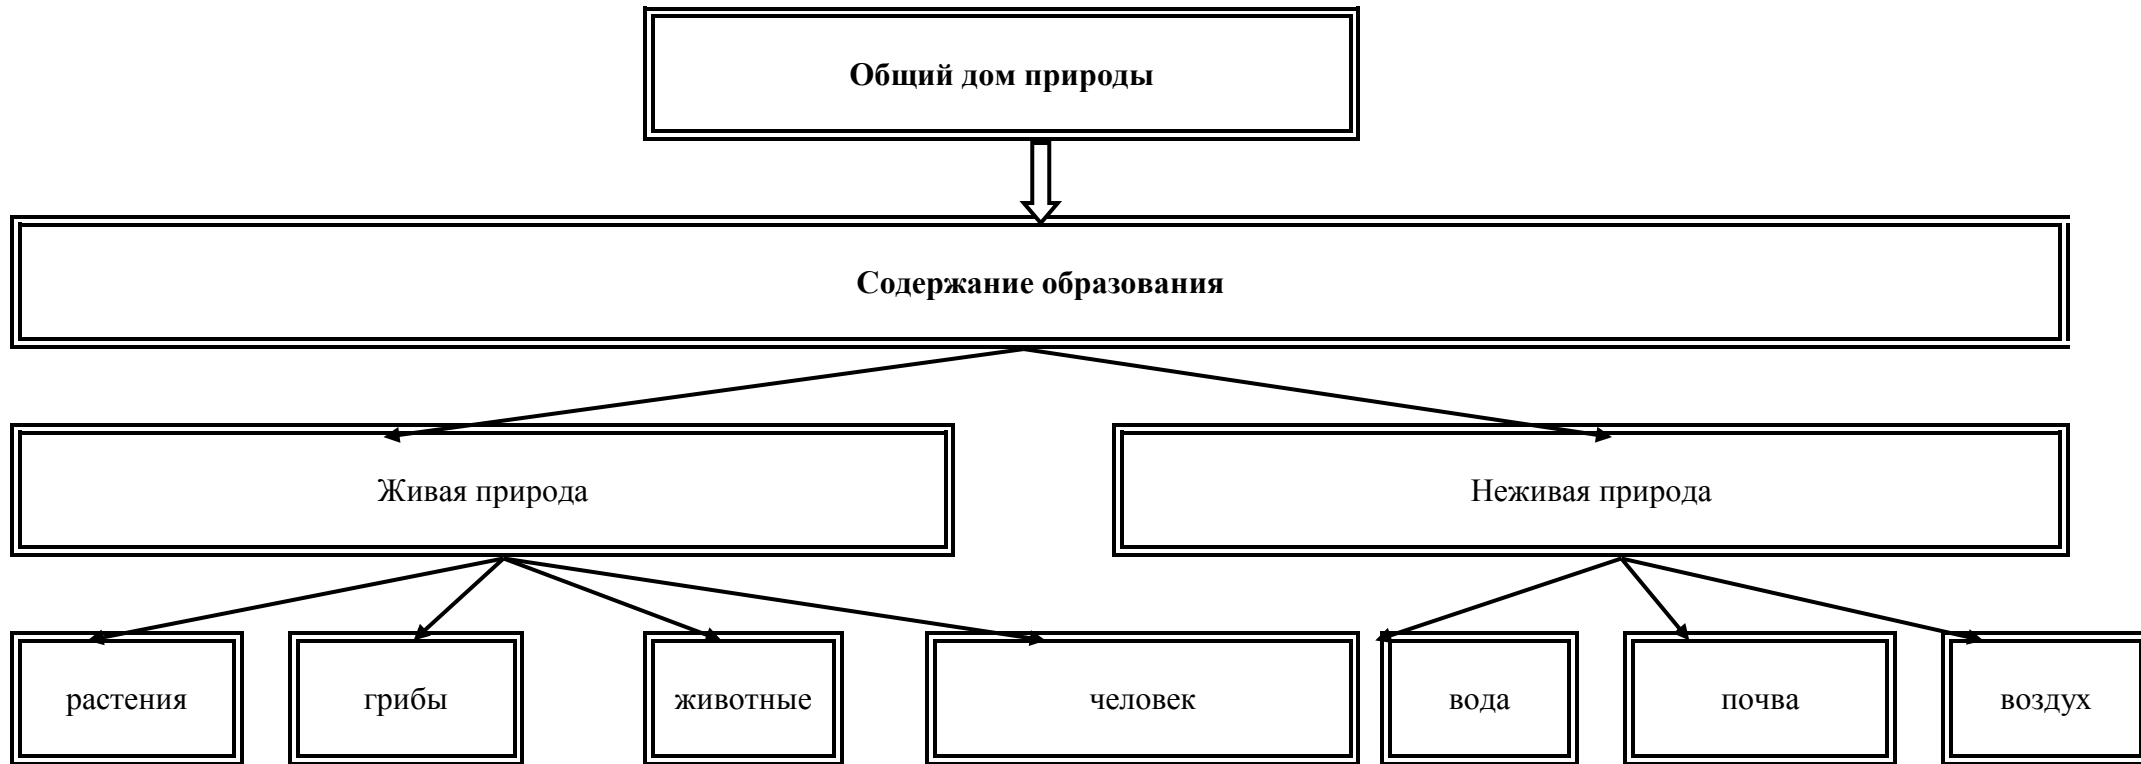 Общий дом природы
Содержание образования
Живая природа
Неживая природа
растения
грибы
животные
человек
вода
почва
воздух